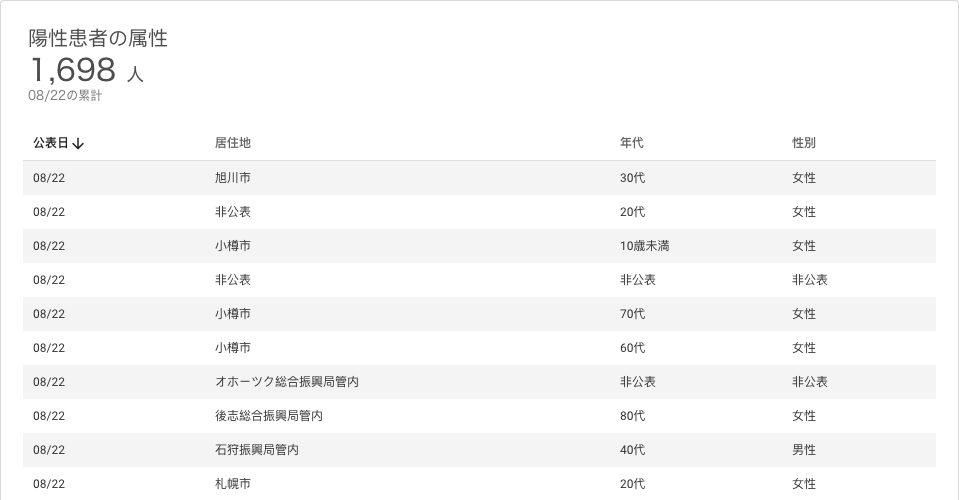 陽性患者の属性
1,698 人
08/22の累計
公表日 居住地 年代 性別
08/22 旭川市 30代 女性
08/22 非公表 20代 女性
08/22 小樽市 10歳未満 女性
08/22 非公表 非公表 非公表
08/22 小樽市 70代 女性
08/22 小樽市 60代 女性
08/22 オホーツク総合振興局管内 非公表 非公表
08/22 後志総合振興局管内 80代 女性
08/22 石狩振興局管内 40代 男性
08/22 札幌市 20代 女性